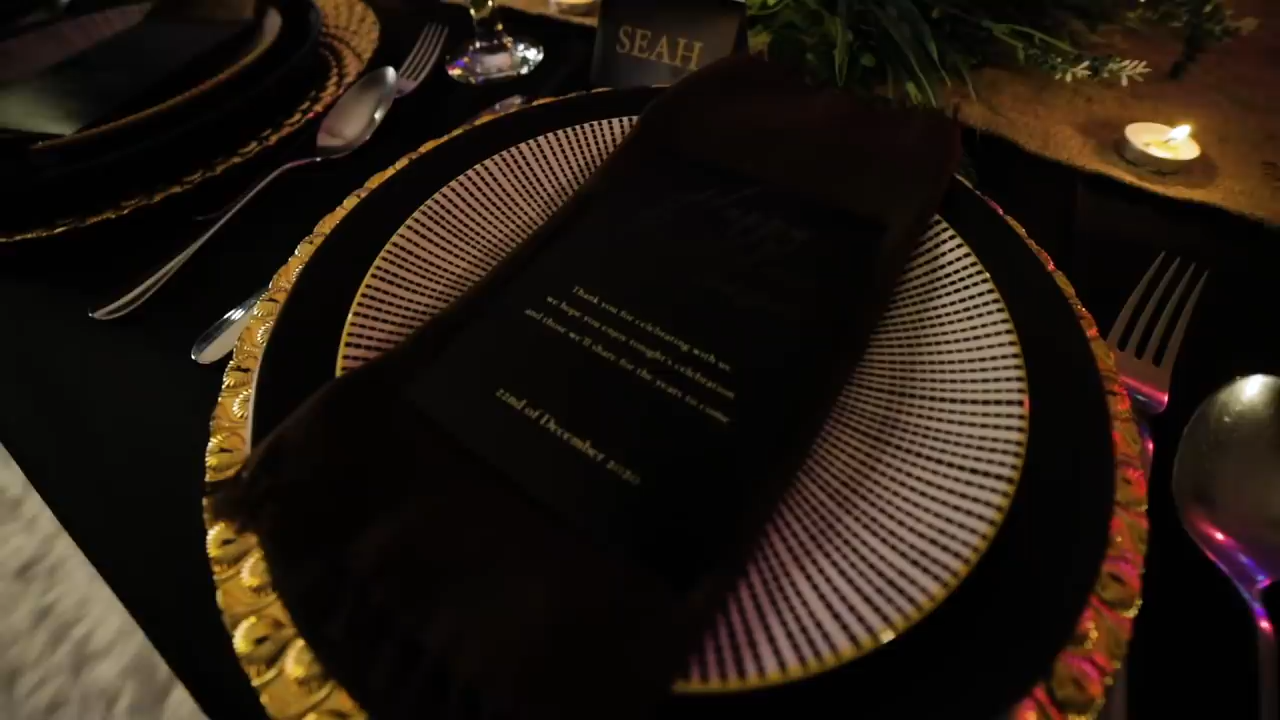 SEAH
Happy
Thank you for celebrating with us.
we hope you enjoy tonight's celebration
and those we'll share for the years to come
22nd of December 2020